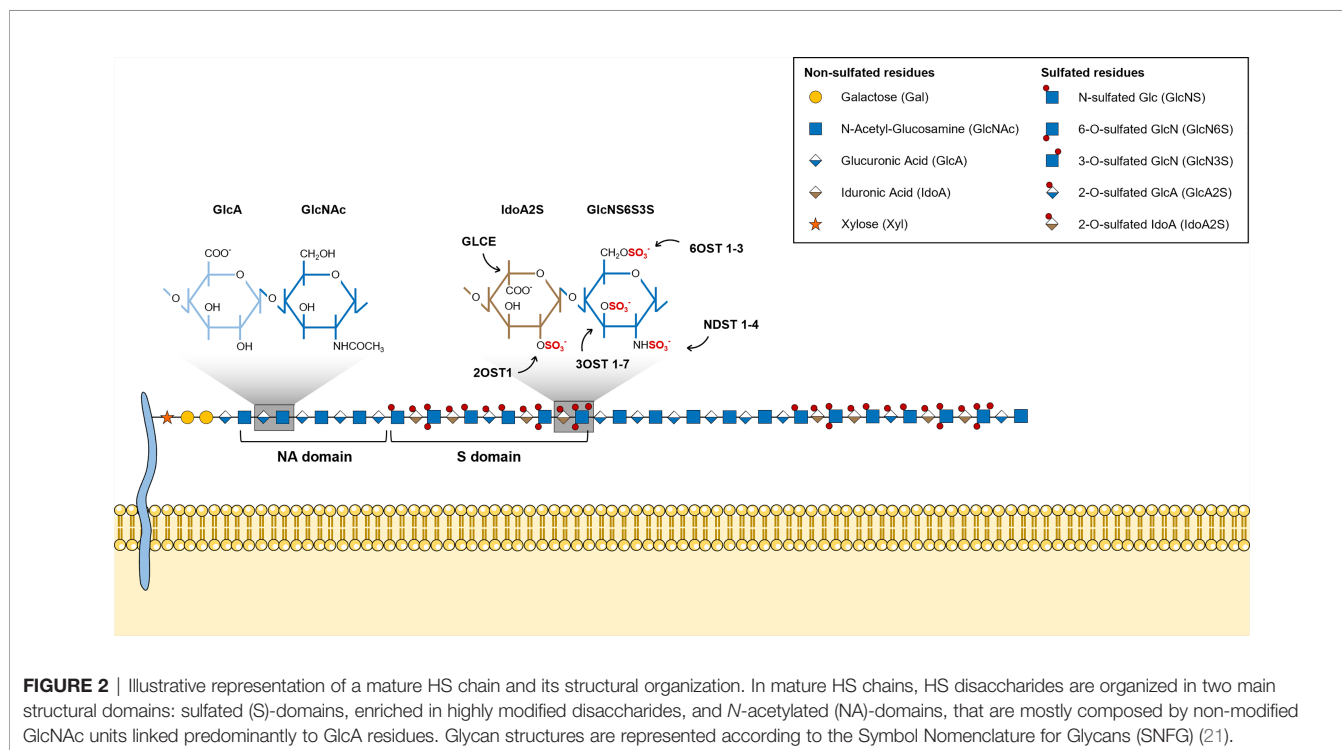 Non-sulfated residues
Galactose (Gal)
N-Acetyl-Glucosamine (GlcNAc)
Glucuronic Acid (GlcA)
Iduronic Acid (IdoA)
Xylose (Xyl)
Sulfated residues
N-sulfated Glc (GlcNS)
6-O-sulfated GlcN (GlcN6S)
3-O-sulfated GlcN (GlcN3S)
2-O-sulfated GlcA (GlcA2S)
2-O-sulfated IdoA (IdoA2S)
GlcA
GlcNAc
COO-
O
O
OH
OH
O
CH2OH
O
OH
NHCOCH3
IdoA2S
GlcNS6S3S
GLCE
O
O
COO-
OH
OSO3-
2OST1
O
CH2OSO3-
6OST 1-3
O
OSO3-
NHSO3-
NDST 1-4
3OST 1-7
NA domain
S domain
FIGURE 2 | Illustrative representation of a mature HS chain and its structural organization. In mature HS chains, HS disaccharides are organized in two main
structural domains: sulfated (S)-domains, enriched in highly modified disaccharides, and N-acetylated (NA)-domains, that are mostly composed by non-modified
GlcNAc units linked predominantly to GlcA residues. Glycan structures are represented according to the Symbol Nomenclature for Glycans (SNFG) (21).